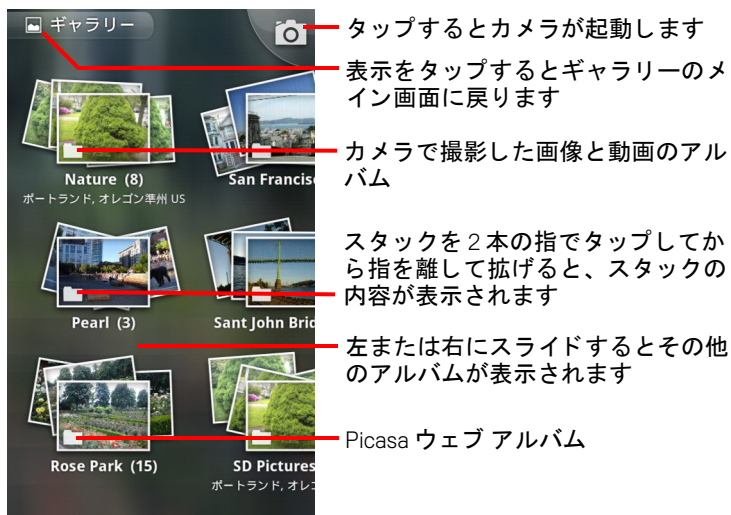 ギャラリー
タップするとカメラが起動します
表示をタップするとギャラリーのメ
イン画面に戻ります
カメラで撮影した画像と動画のアル
バム
Nature (8)
ポートランド, オレゴン準州 US
San Francis
スタックを2本の指でタップしてか
ら指を離して拡げると、スタックの
内容が表示されます
Pearl (3)
Sant John Brid
左または右にスライドするとその他
のアルバムが表示されます
Picasa ウェブ アルバム
Rose Park (15)
SD Pictures
ポートランド, オレゴ